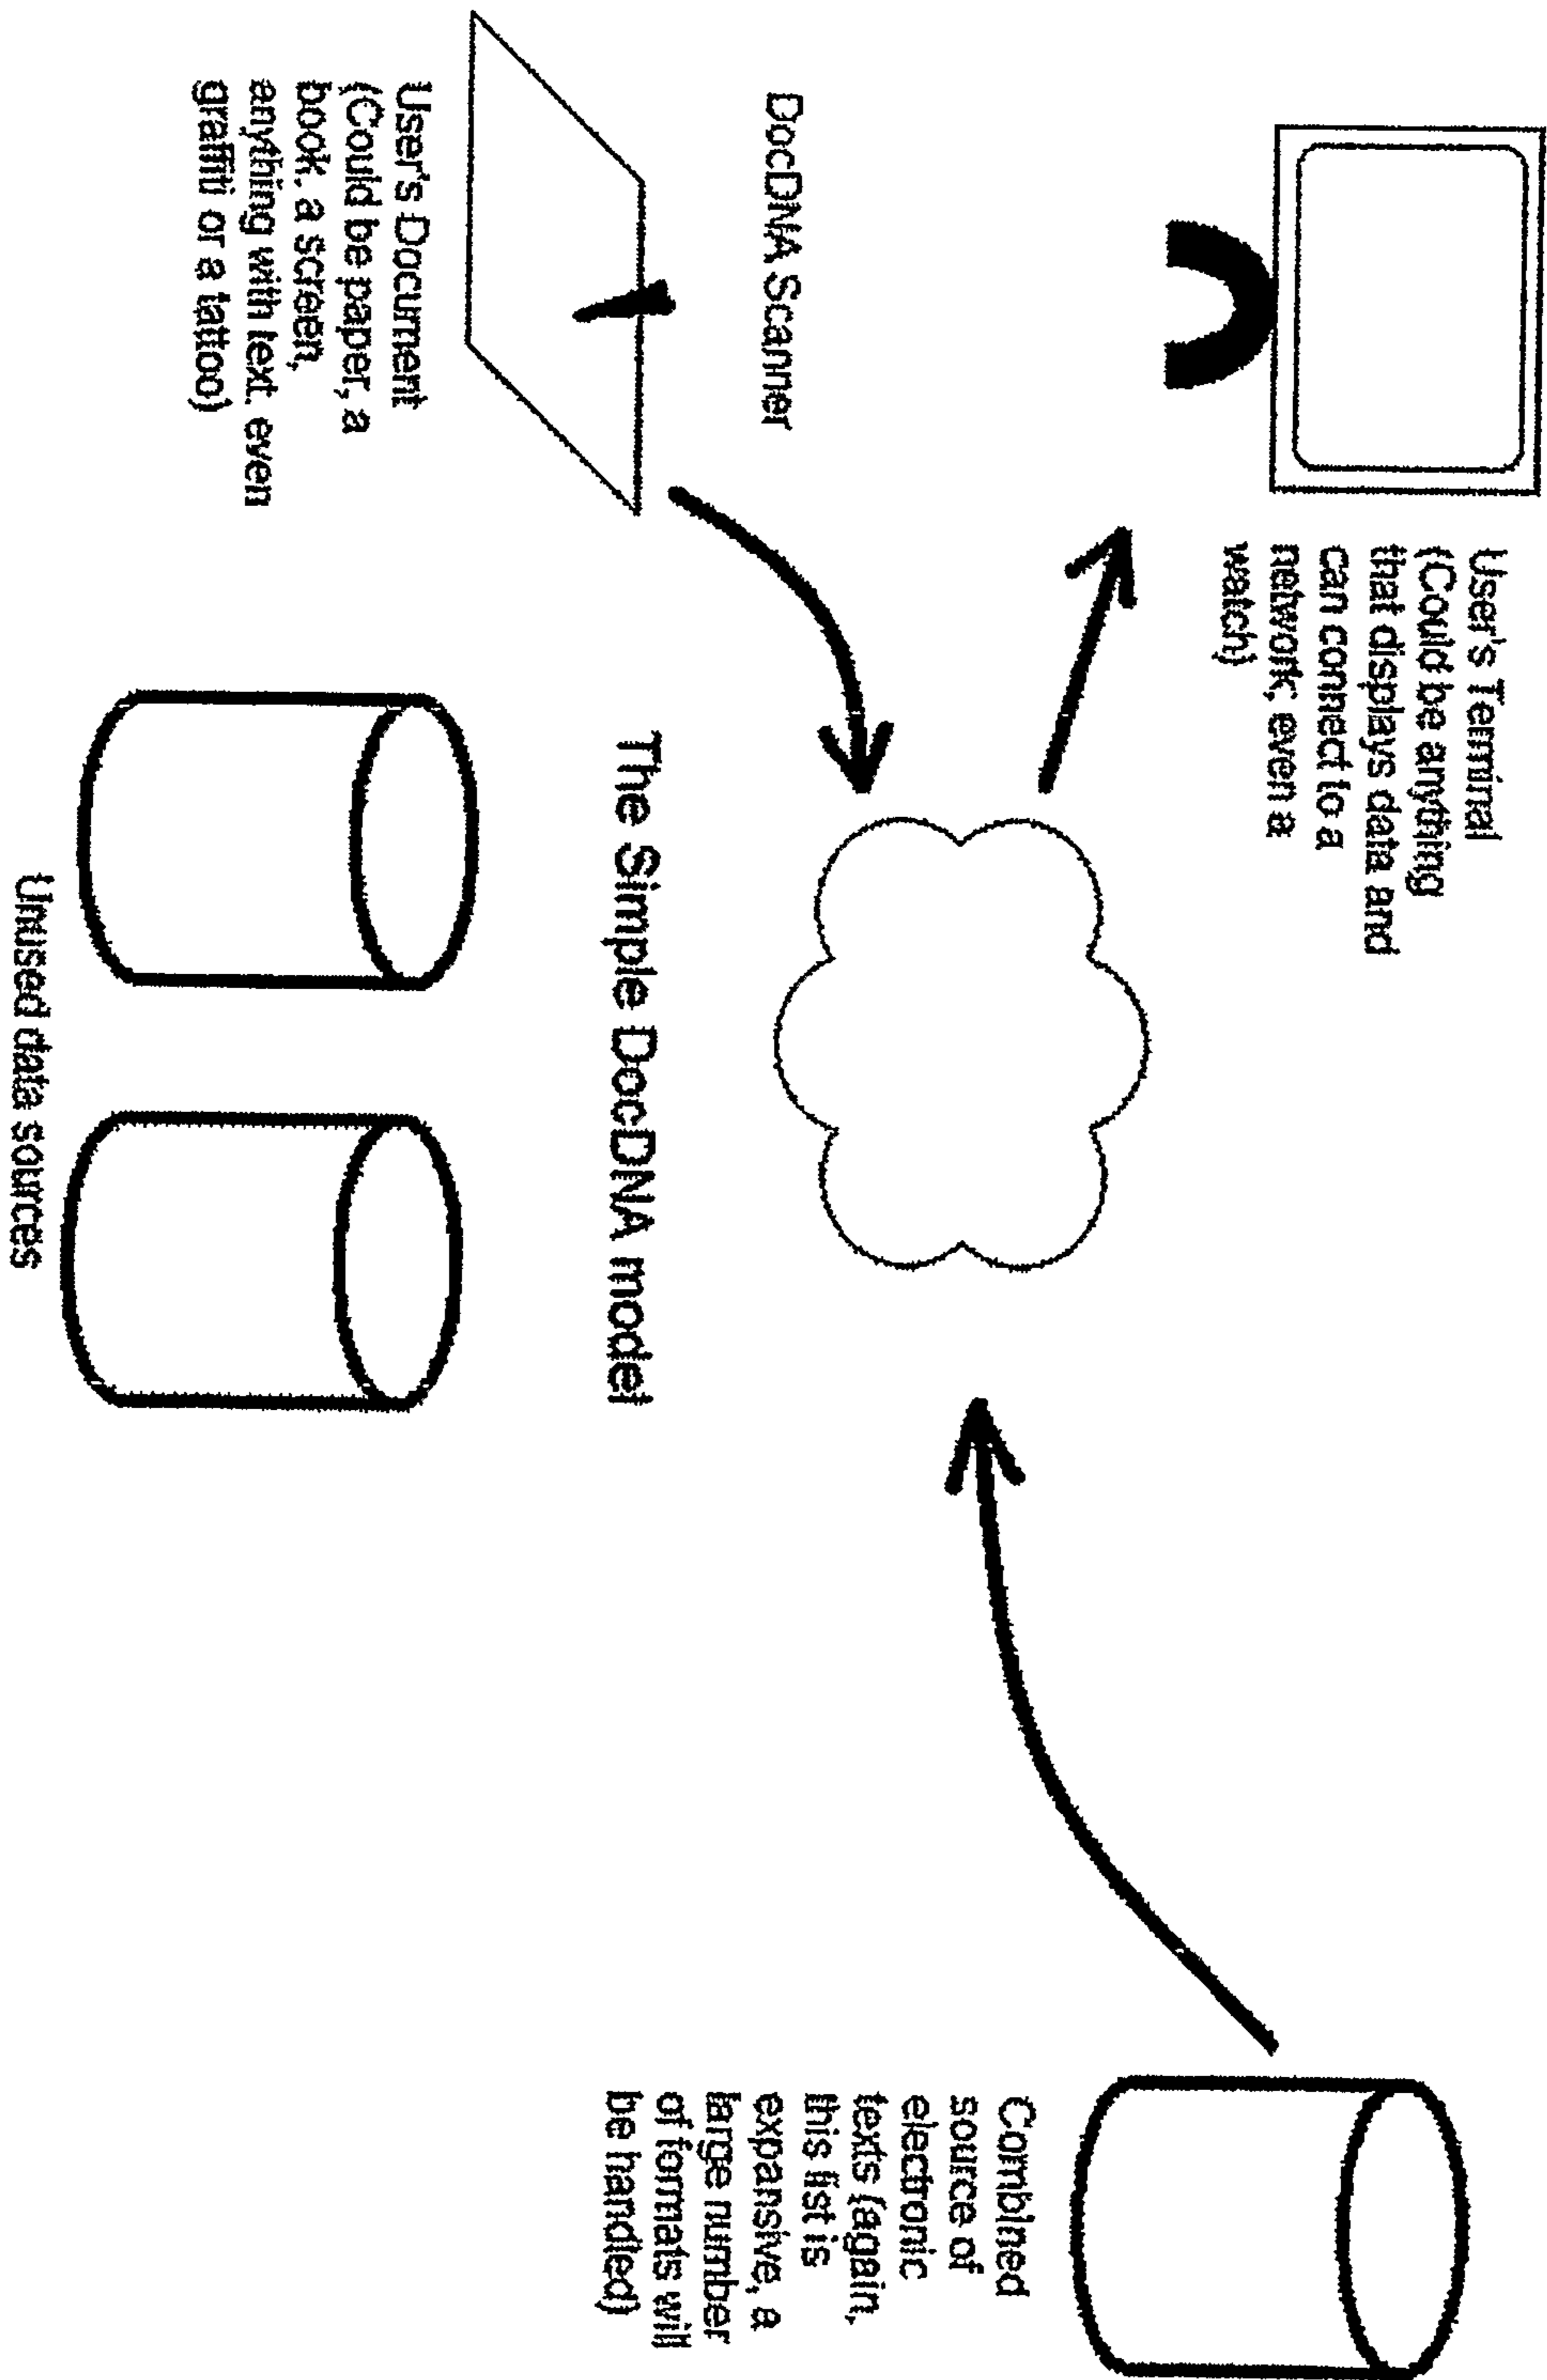 User's Terminal
(Could be anything
that displays data and
can connect to a
network, even a
watch)
DocDNA Scanner
User's Document
(Could be paper, a
book, a screen,
anything with text, even
graffiti or a tattoo)
The Simple DocDNA model
Unused data sources
Combined
source of
electronic
texts (again,
this list is
expansive, a
large number
of formats will
be handled)